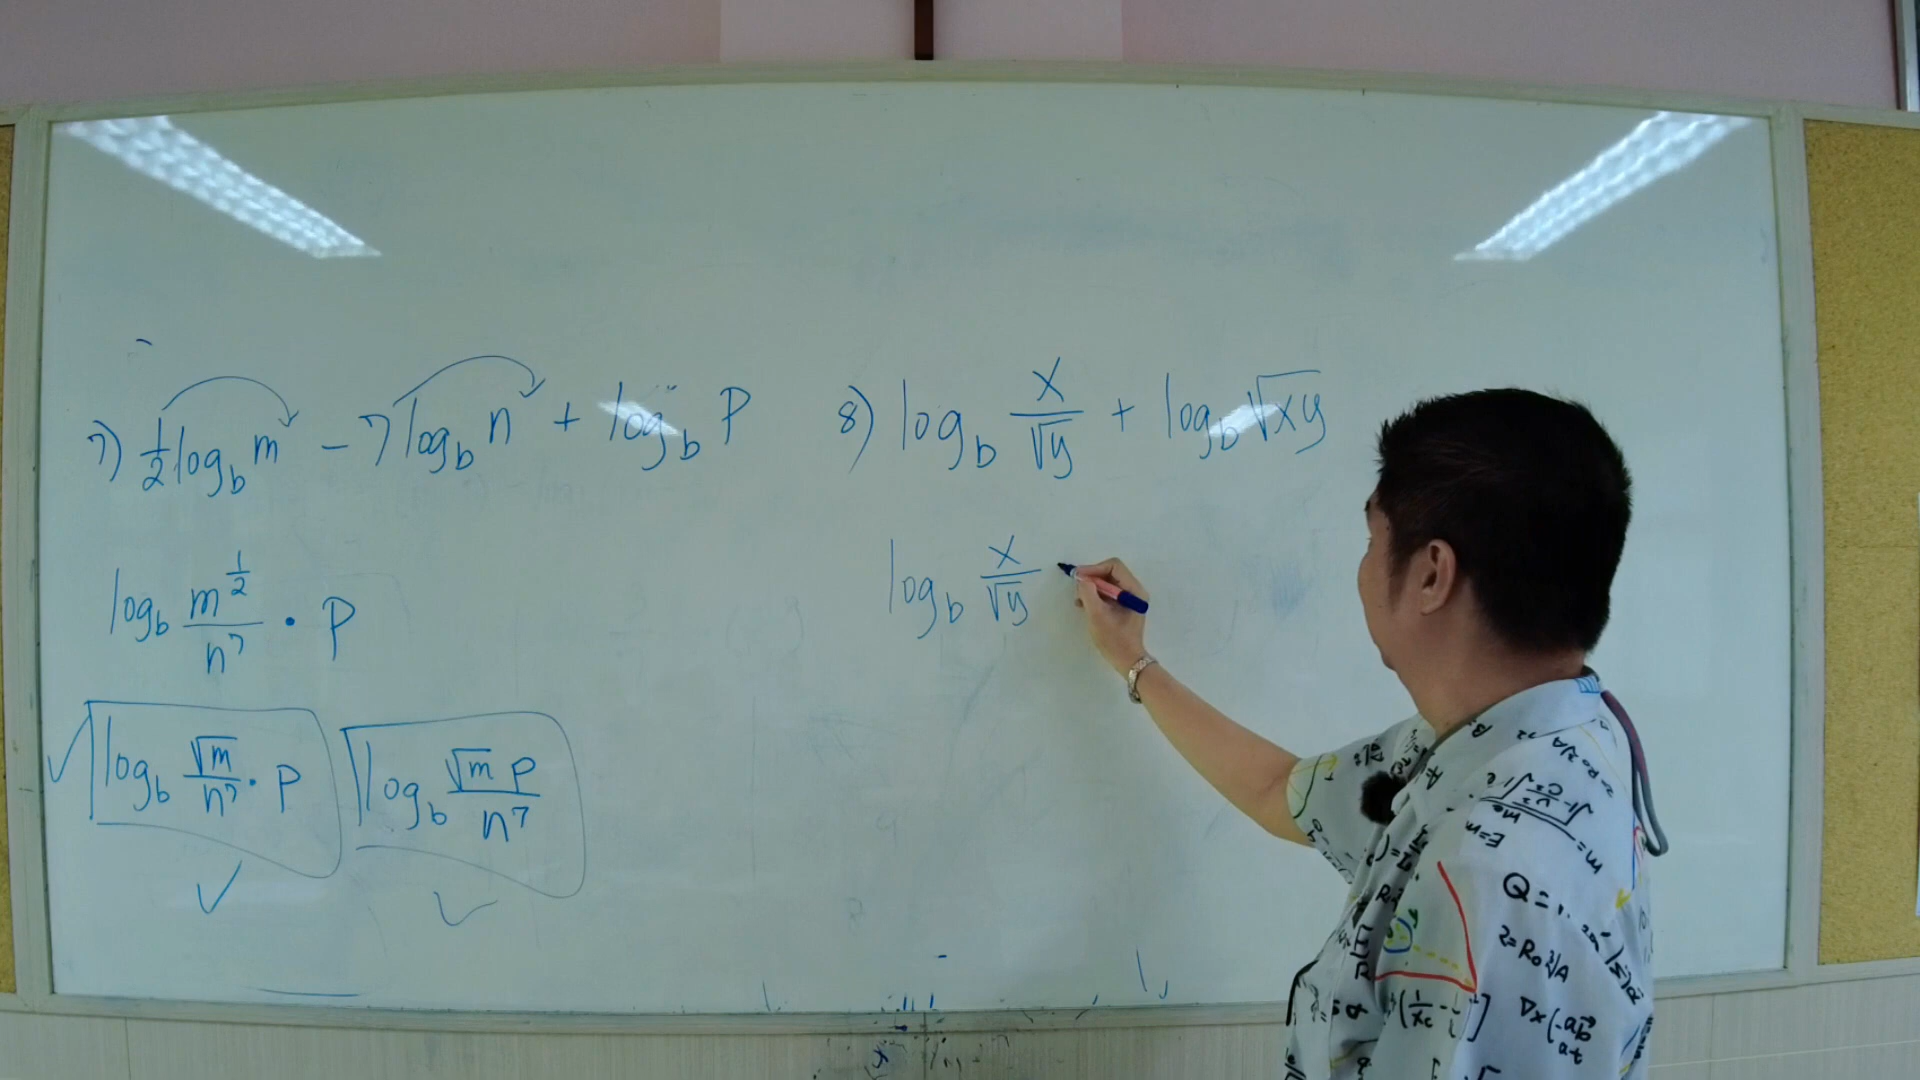 7) ½ log_b m − 7 log_b n + log_b P
log_b m^½/n^7 · P
log_b √m/n^7 · P
log_b √m P/n^7
8) log_b x/√y + log_b √xy
log_b x/√y
E=m
Q=